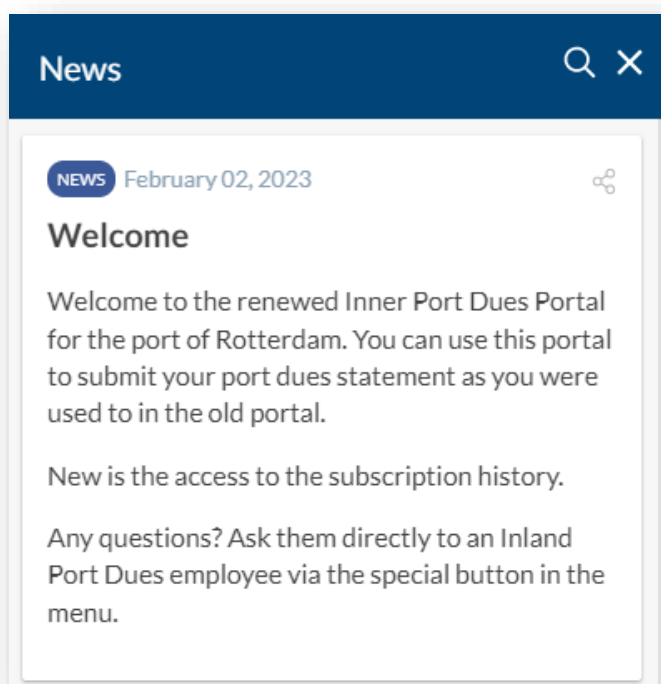 News
NEWS February 02, 2023
Welcome
Welcome to the renewed Inner Port Dues Portal
for the port of Rotterdam. You can use this portal
to submit your port dues statement as you were
used to in the old portal.
New is the access to the subscription history.
Any questions? Ask them directly to an Inland
Port Dues employee via the special button in the
menu.